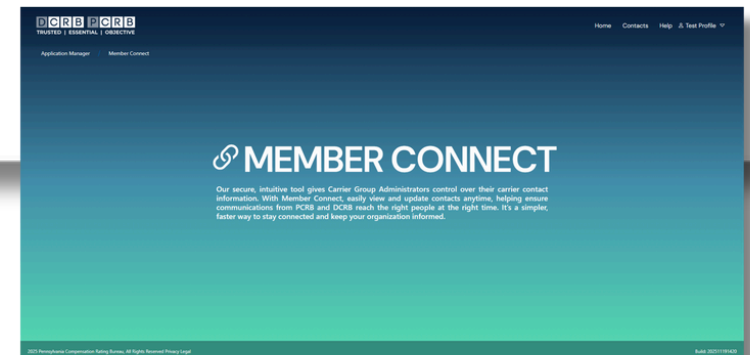 DCRB PCRB
TRUSTED | ESSENTIAL | OBJECTIVE
Home Contacts Help Test Profile
Application Manager Member Connect
MEMBER CONNECT
Our secure, intuitive tool gives Carrier Group Administrators control over their carrier contact
information. With Member Connect, easily view and update contacts anytime, helping ensure
communications from PCRB and DCRB reach the right people at the right time. It's a simpler,
faster way to stay connected and keep your organization informed.
2025 Pennsylvania Compensation Rating Bureau, All Rights Reserved Privacy Legal
Build: 20251191420